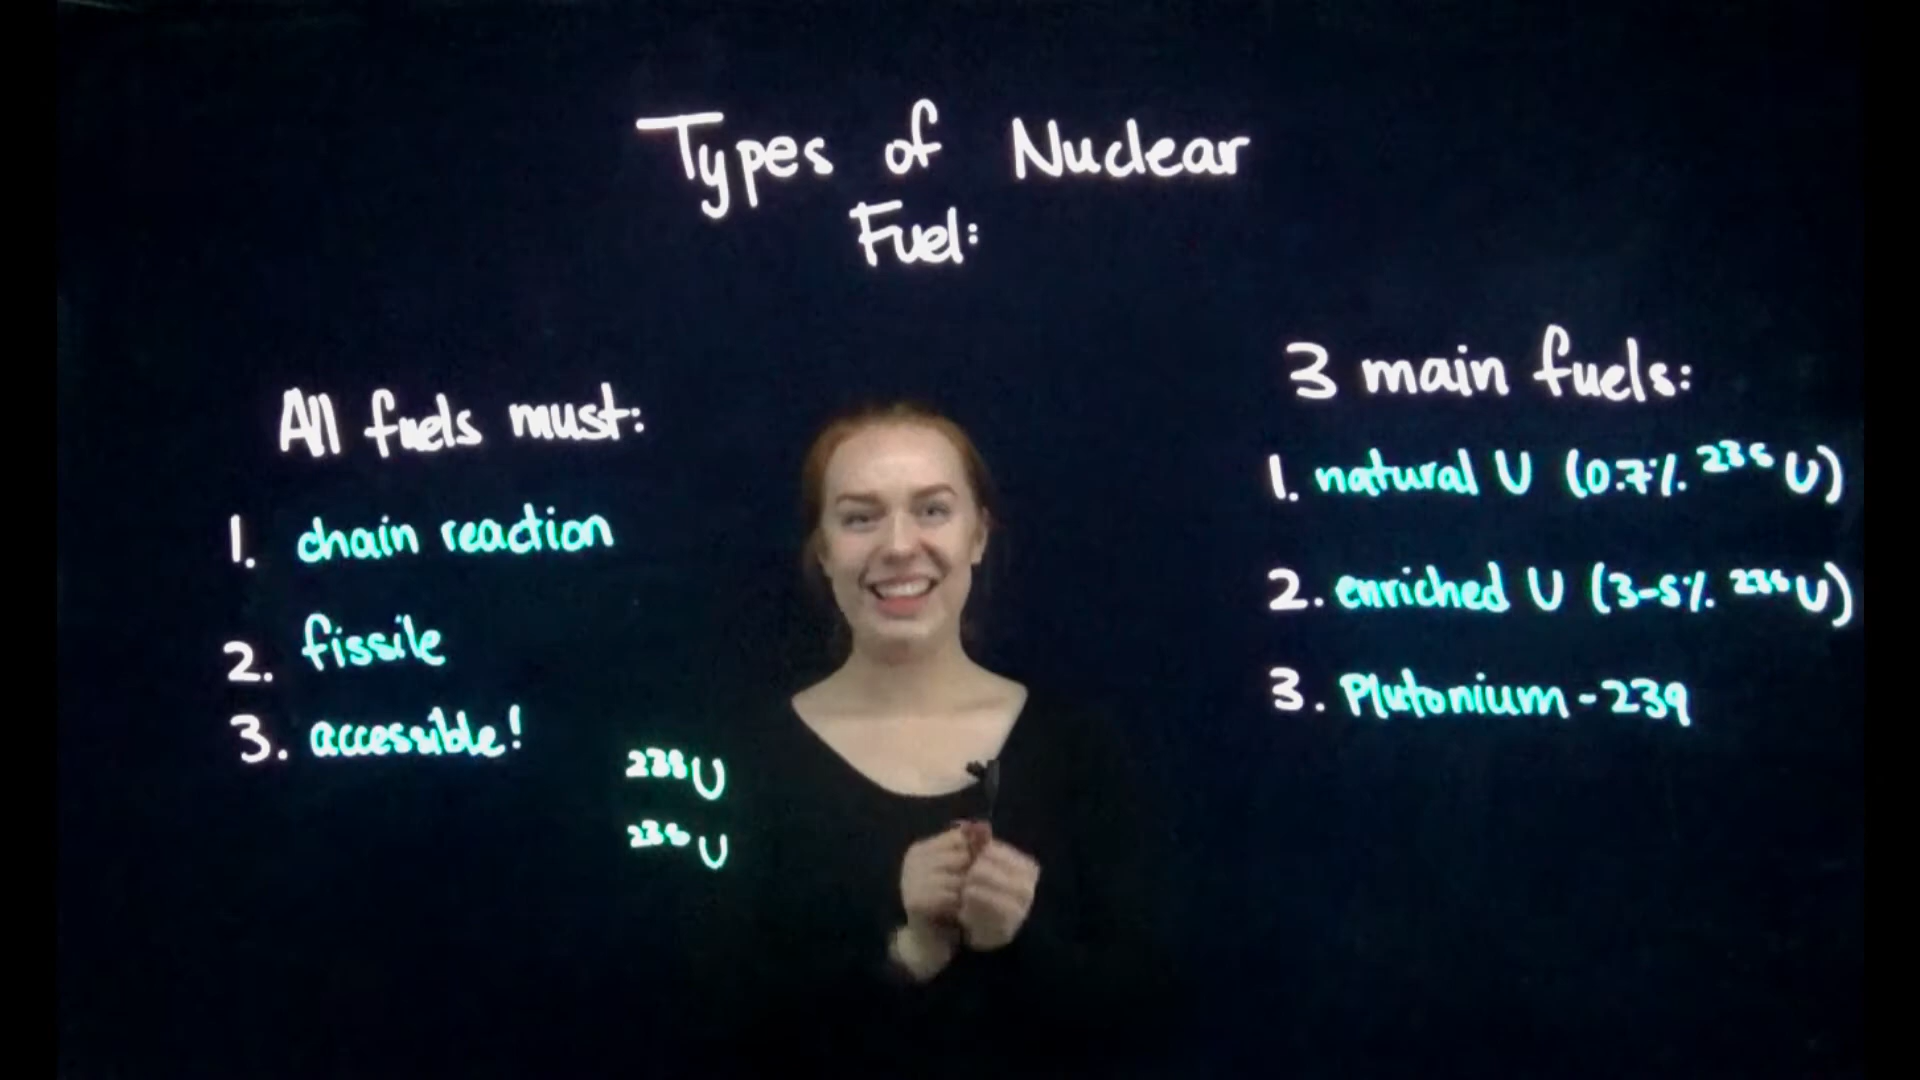 Types of Nuclear
Fuel:
All fuels must:
1. chain reaction
2. fissile
3. accessible!
²³⁸U
²³⁵U
3 main fuels:
1. natural U (0.7% ²³⁵U)
2. enriched U (3-5% ²³⁵U)
3. Plutonium-239